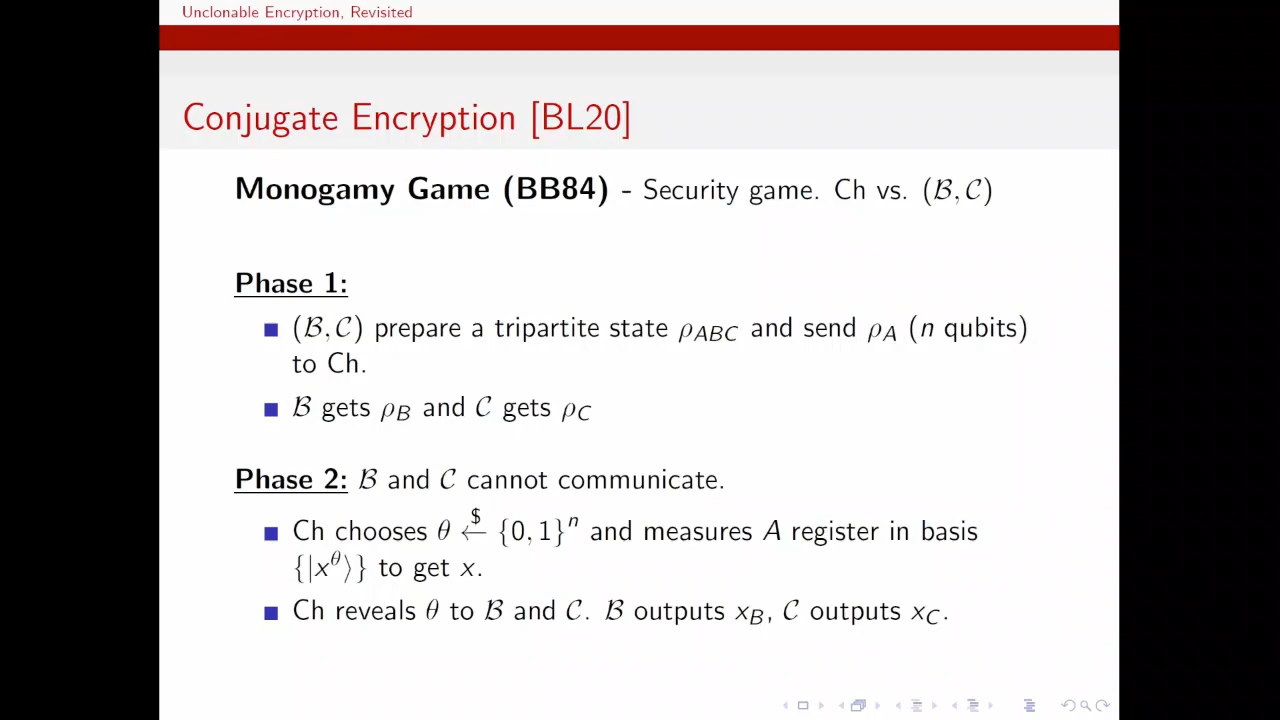 Unclonable Encryption, Revisited
Conjugate Encryption [BL20]
Monogamy Game (BB84) - Security game. Ch vs. (ℬ, 𝒞)
Phase 1:
■ (ℬ, 𝒞) prepare a tripartite state ρ_ABC and send ρ_A (n qubits)
to Ch.
■ ℬ gets ρ_B and 𝒞 gets ρ_C
Phase 2: ℬ and 𝒞 cannot communicate.
■ Ch chooses θ ←$ {0, 1}^n and measures A register in basis
{|x^θ⟩} to get x.
■ Ch reveals θ to ℬ and 𝒞. ℬ outputs x_B, 𝒞 outputs x_C.